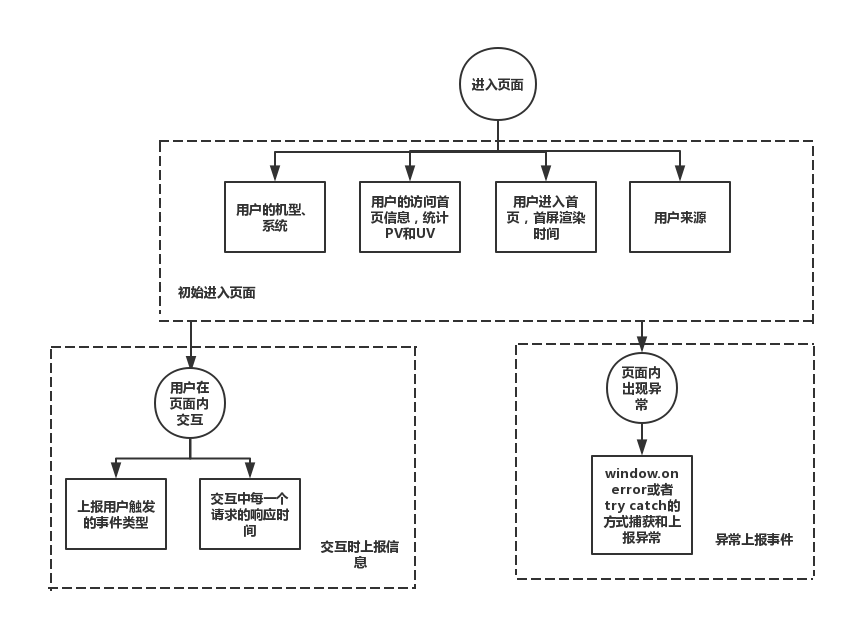 进入页面
用户的机型、
系统
用户的访问首
页信息，统计
PV和UV
用户进入首
页，首屏渲染
时间
用户来源
初始进入页面
用户在
页面内
交互
上报用户触发
的事件类型
交互中每一个
请求的响应时
间
交互时上报信
息
页面内
出现异
常
window.on
error或者
try catch的
方式捕获和上
报异常
异常上报事件